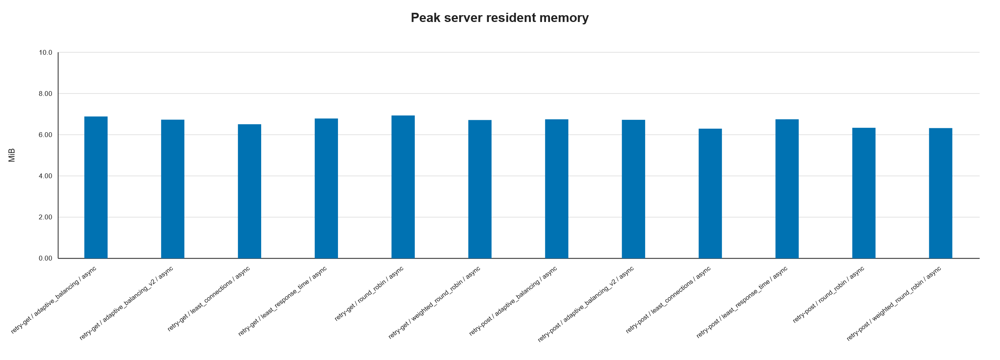 Peak server resident memory
10.0
8.00
6.00
4.00
2.00
0.00
MiB
retry-get / adaptive_balancing / async
retry-get / adaptive_balancing_v2 / async
retry-get / least_connections / async
retry-get / least_response_time / async
retry-get / round_robin / async
retry-get / weighted_round_robin / async
retry-post / adaptive_balancing / async
retry-post / adaptive_balancing_v2 / async
retry-post / least_connections / async
retry-post / least_response_time / async
retry-post / round_robin / async
retry-post / weighted_round_robin / async